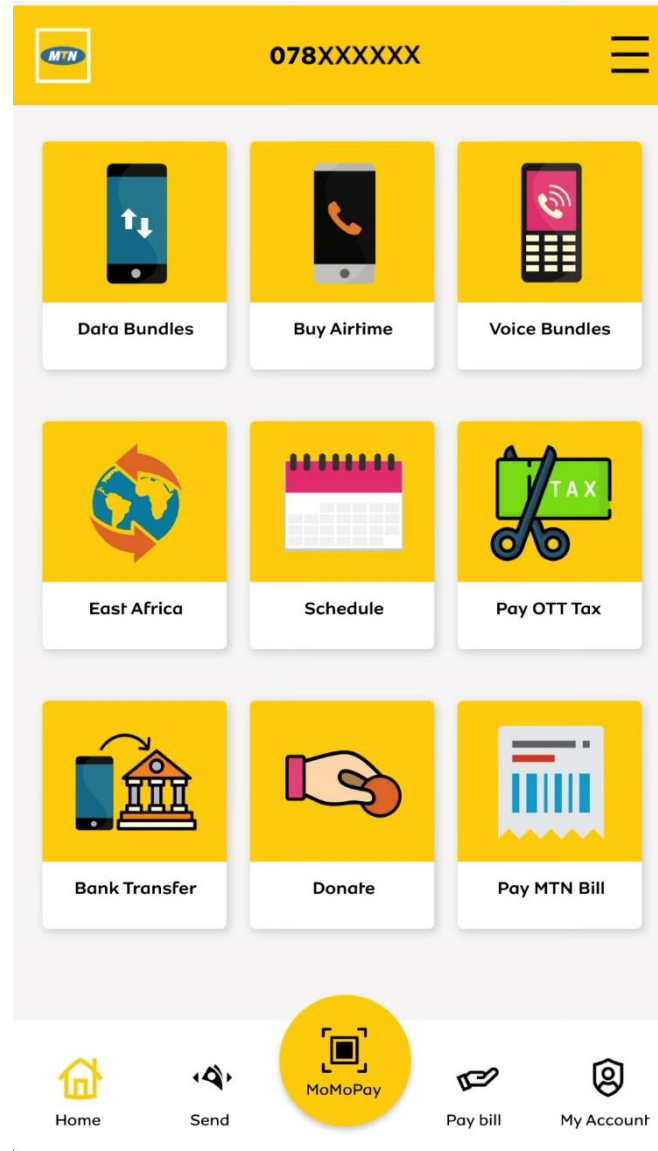 MTN
078XXXXXX
Data Bundles
Buy Airtime
Voice Bundles
East Africa
Schedule
TAX
Pay OTT Tax
Bank Transfer
Donate
Pay MTN Bill
Home
Send
MoMoPay
Pay bill
My Account